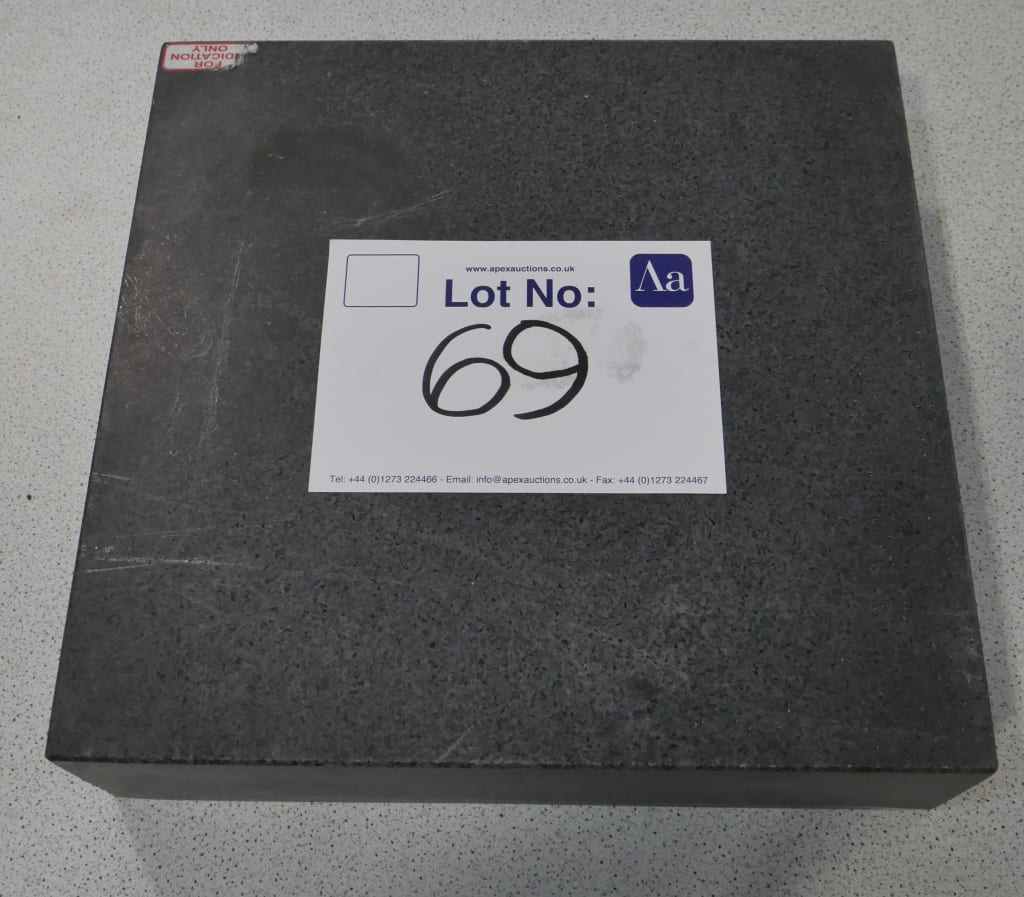 FOR
INDICATION
ONLY
www.apexauctions.co.uk
Lot No:
Aa
69
Tel: +44 (0)1273 224466 - Email: info@apexauctions.co.uk - Fax: +44 (0)1273 224467